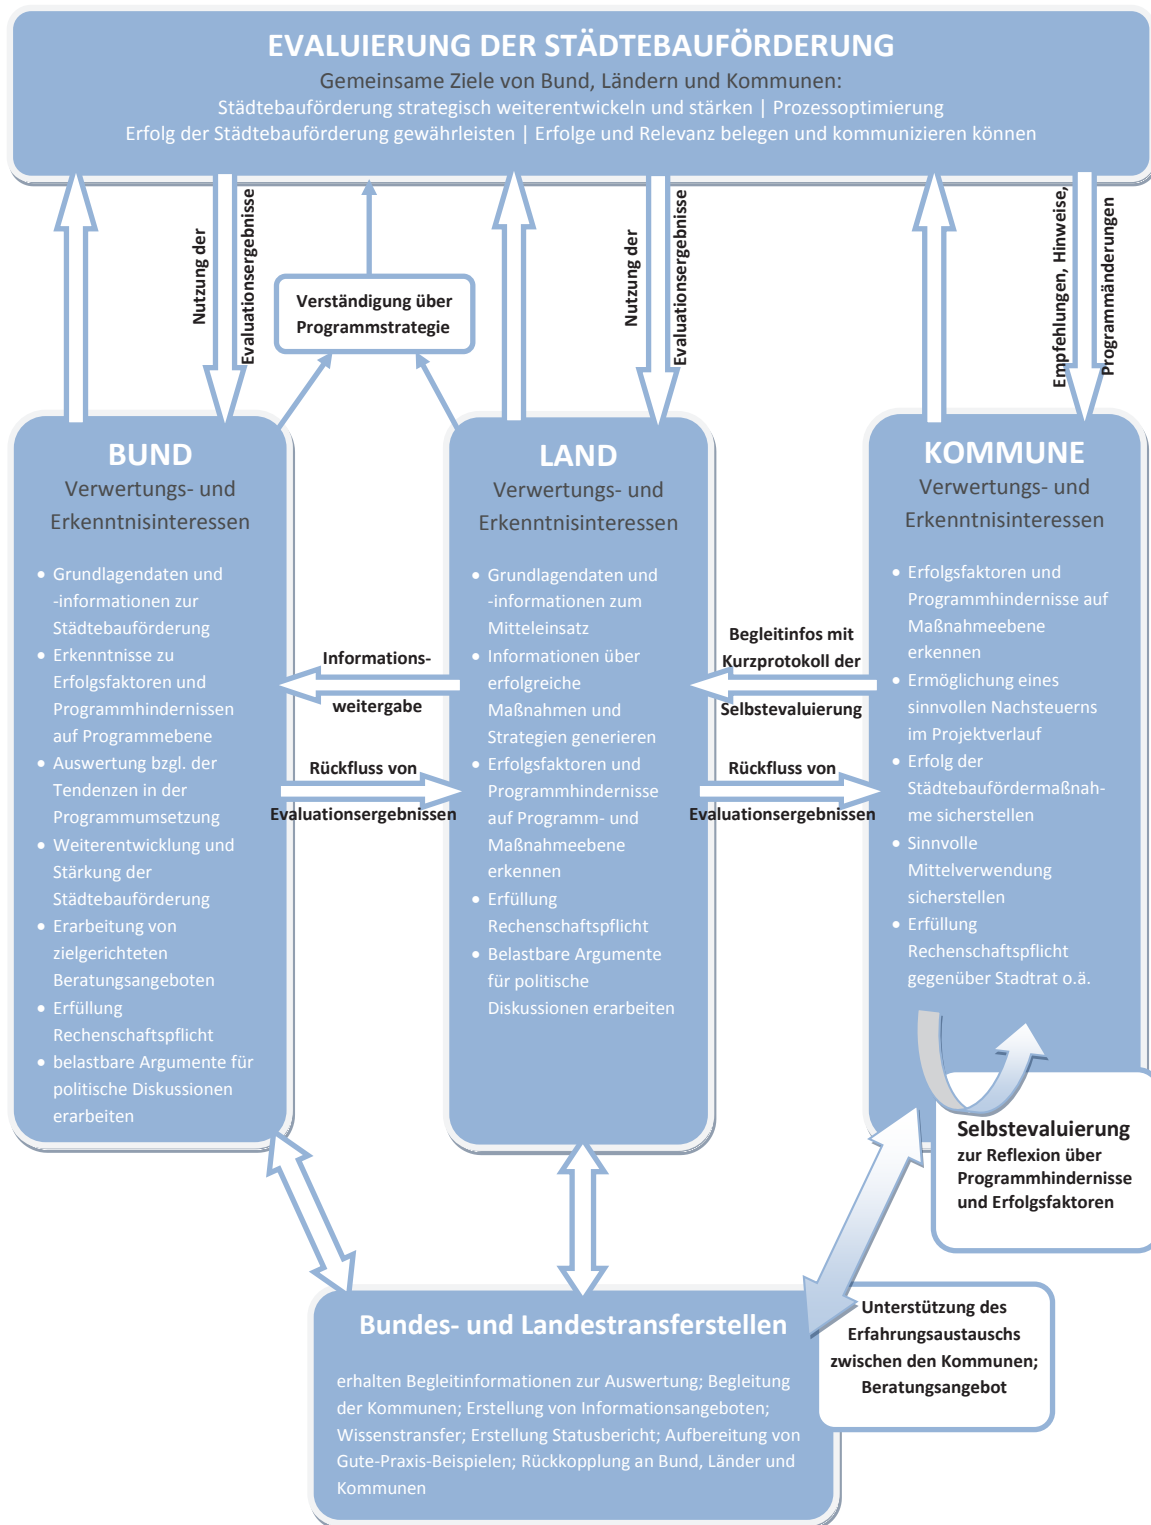 EVALUIERUNG DER STÄDTEBAUFÖRDERUNG
Gemeinsame Ziele von Bund, Ländern und Kommunen:
Städtebauförderung strategisch weiterentwickeln und stärken | Prozessoptimierung
Erfolg der Städtebauförderung gewährleisten | Erfolge und Relevanz belegen und kommunizieren können
Nutzung der
Evaluationsergebnisse
Verständigung über
Programmstrategie
Nutzung der
Evaluationsergebnisse
Empfehlungen, Hinweise,
Programmänderungen
BUND
Verwertungs- und
Erkenntnisinteressen
• Grundlagendaten und
-informationen zur
Städtebauförderung
• Erkenntnisse zu
Erfolgsfaktoren und
Programmhindernissen
auf Programmebene
• Auswertung bzgl. der
Tendenzen in der
Programmumsetzung
• Weiterentwicklung und
Stärkung der
Städtebauförderung
• Erarbeitung von
zielgerichteten
Beratungsangeboten
• Erfüllung
Rechenschaftspflicht
• belastbare Argumente für
politische Diskussionen
erarbeiten
Informations-
weitergabe
Rückfluss von
Evaluationsergebnissen
LAND
Verwertungs- und
Erkenntnisinteressen
• Grundlagendaten und
-informationen zum
Mitteleinsatz
• Informationen über
erfolgreiche
Maßnahmen und
Strategien generieren
• Erfolgsfaktoren und
Programmhindernisse
auf Programm- und
Maßnahmeebene
erkennen
• Erfüllung
Rechenschaftspflicht
• Belastbare Argumente
für politische
Diskussionen erarbeiten
Begleitinfos mit
Kurzprotokoll der
Selbstevaluierung
Rückfluss von
Evaluationsergebnissen
KOMMUNE
Verwertungs- und
Erkenntnisinteressen
• Erfolgsfaktoren und
Programmhindernisse auf
Maßnahmeebene
erkennen
• Ermöglichung eines
sinnvollen Nachsteuerns
im Projektverlauf
• Erfolg der
Städtebaufördermaßnah-
me sicherstellen
• Sinnvolle
Mittelverwendung
sicherstellen
• Erfüllung
Rechenschaftspflicht
gegenüber Stadtrat o.ä.
Selbstevaluierung
zur Reflexion über
Programmhindernisse
und Erfolgsfaktoren
Bundes- und Landestransferstellen
erhalten Begleitinformationen zur Auswertung; Begleitung
der Kommunen; Erstellung von Informationsangeboten;
Wissenstransfer; Erstellung Statusbericht; Aufbereitung von
Gute-Praxis-Beispielen; Rückkopplung an Bund, Länder und
Kommunen
Unterstützung des
Erfahrungsaustauschs
zwischen den Kommunen;
Beratungsangebot